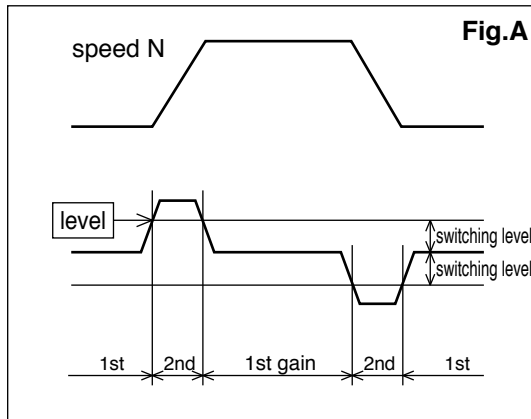 Fig.A
speed N
level
switching level
switching level
1st
2nd
1st gain
2nd
1st